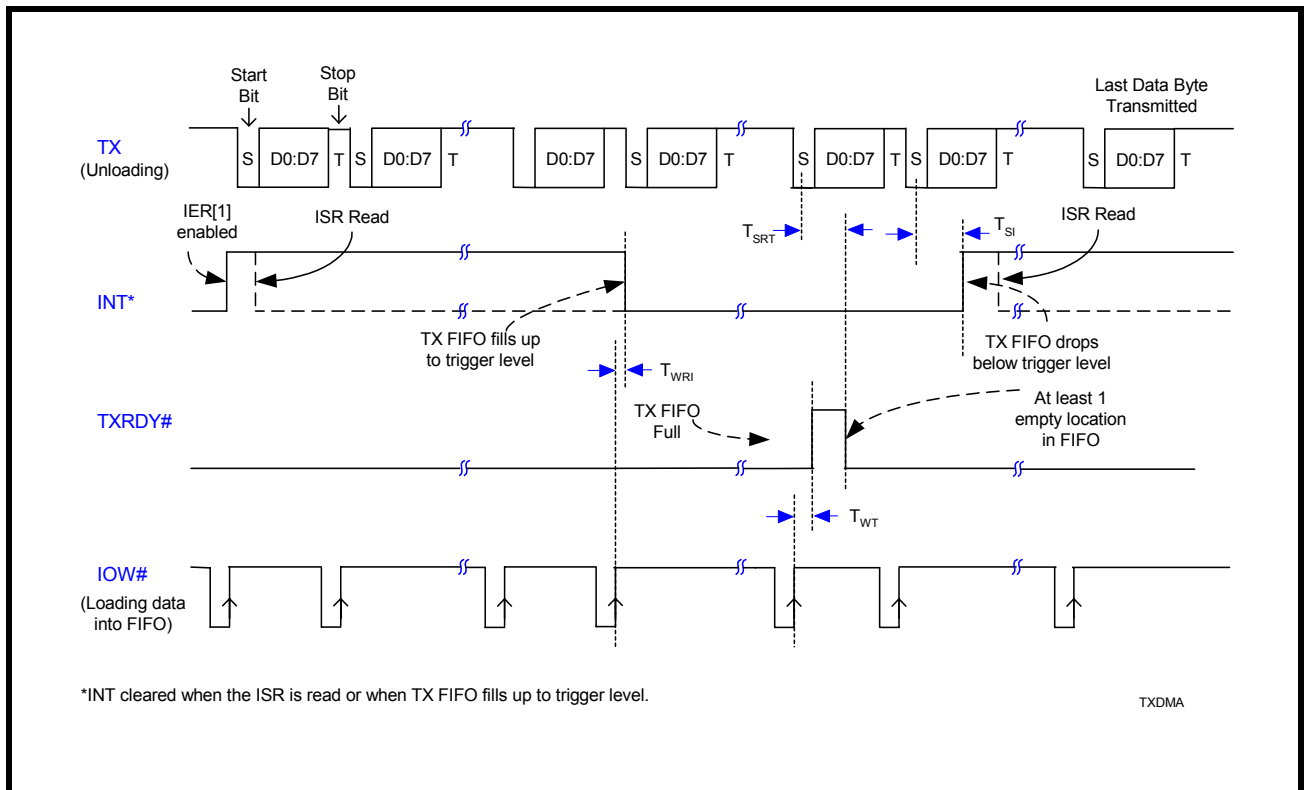 Start
Bit
Stop
Bit
Last Data Byte
Transmitted
TX
(Unloading)
S D0:D7 T S D0:D7 T D0:D7 S D0:D7 T S D0:D7 T S D0:D7 T S D0:D7 T
IER[1]
enabled
ISR Read
TSRT
TSI
ISR Read
INT*
TX FIFO fills up
to trigger level
TX FIFO drops
below trigger level
TWRI
TXRDY#
TX FIFO
Full
At least 1
empty location
in FIFO
TWT
IOW#
(Loading data
into FIFO)
*INT cleared when the ISR is read or when TX FIFO fills up to trigger level.
TXDMA